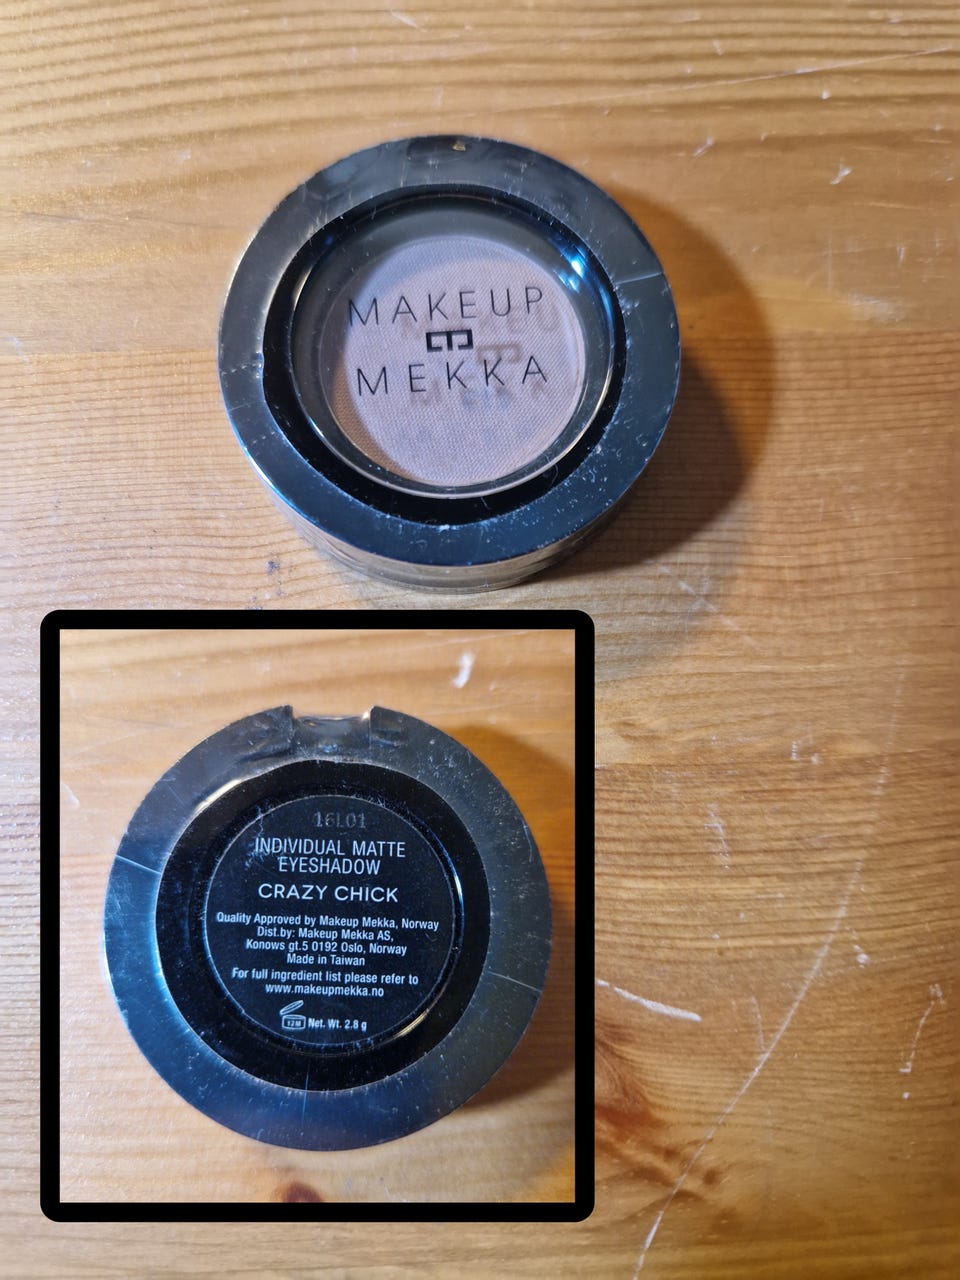 MAKEUP
MEKKA
16L01
INDIVIDUAL MATTE
EYESHADOW
CRAZY CHICK
Quality Approved by Makeup Mekka, Norway
Dist.by: Makeup Mekka AS,
Konows gt.5 0192 Oslo, Norway
Made in Taiwan
For full ingredient list please refer to
www.makeupmekka.no
12M Net. Wt. 2.8 g